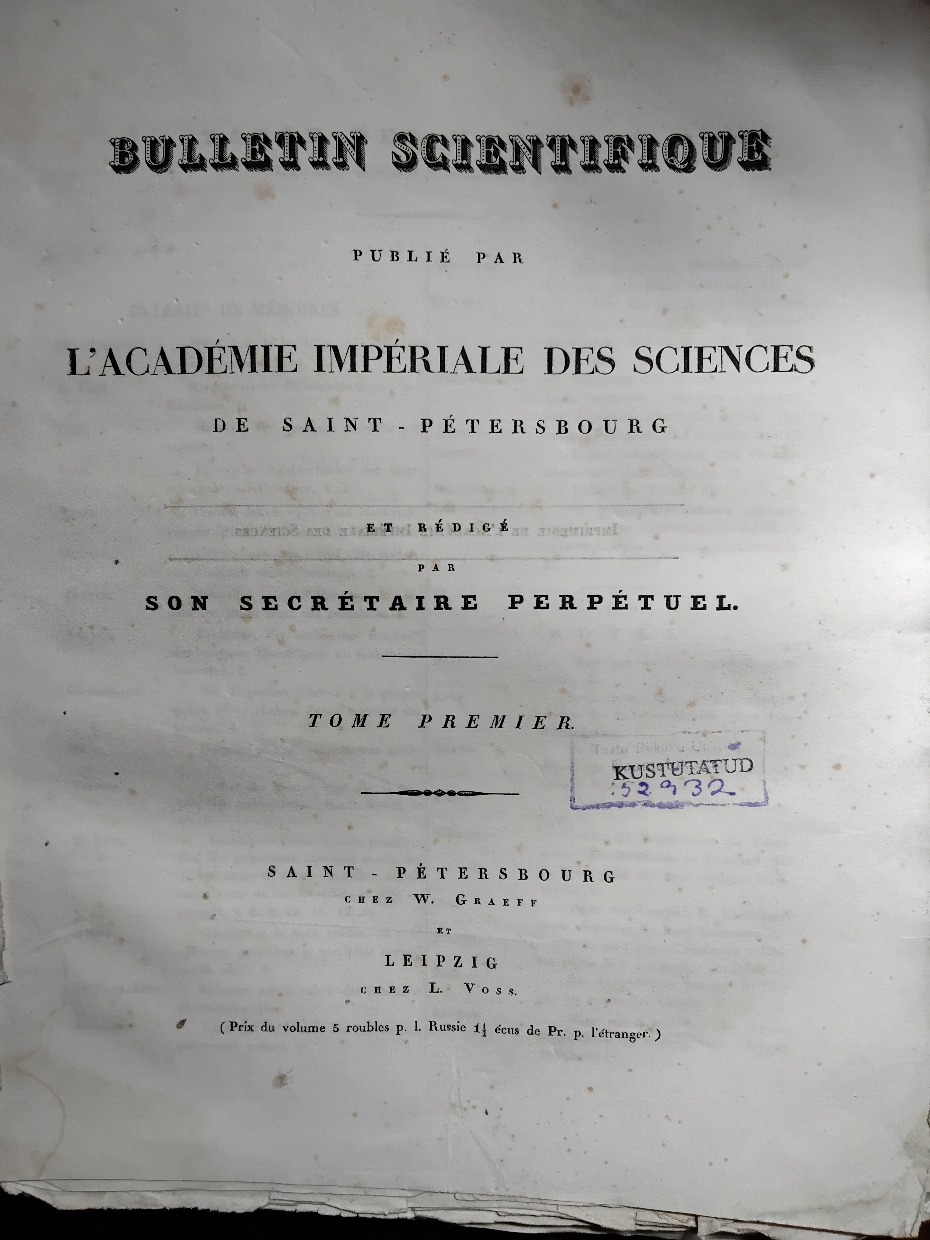 BULLETIN SCIENTIFIQUE
PUBLIÉ PAR
L'ACADÉMIE IMPÉRIALE DES SCIENCES
DE SAINT-PÉTERSBOURG
ET RÉDIGÉ
PAR
SON SECRÉTAIRE PERPÉTUEL.
TOME PREMIER.
KUSTUTATUD
52932
SAINT-PÉTERSBOURG
CHEZ W. GRAEFF
ET
LEIPZIG
CHEZ L. VOSS.
(Prix du volume 5 roubles p. l. Russie 1½ écus de Pr. p. l'étranger.)